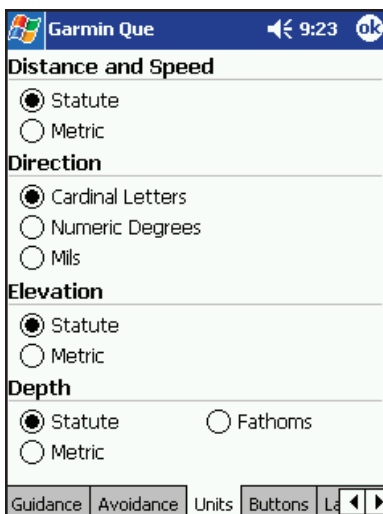 Garmin Que 9:23 ok
Distance and Speed
Statute
Metric
Direction
Cardinal Letters
Numeric Degrees
Mils
Elevation
Statute
Metric
Depth
Statute Fathoms
Metric
Guidance Avoidance Units Buttons La